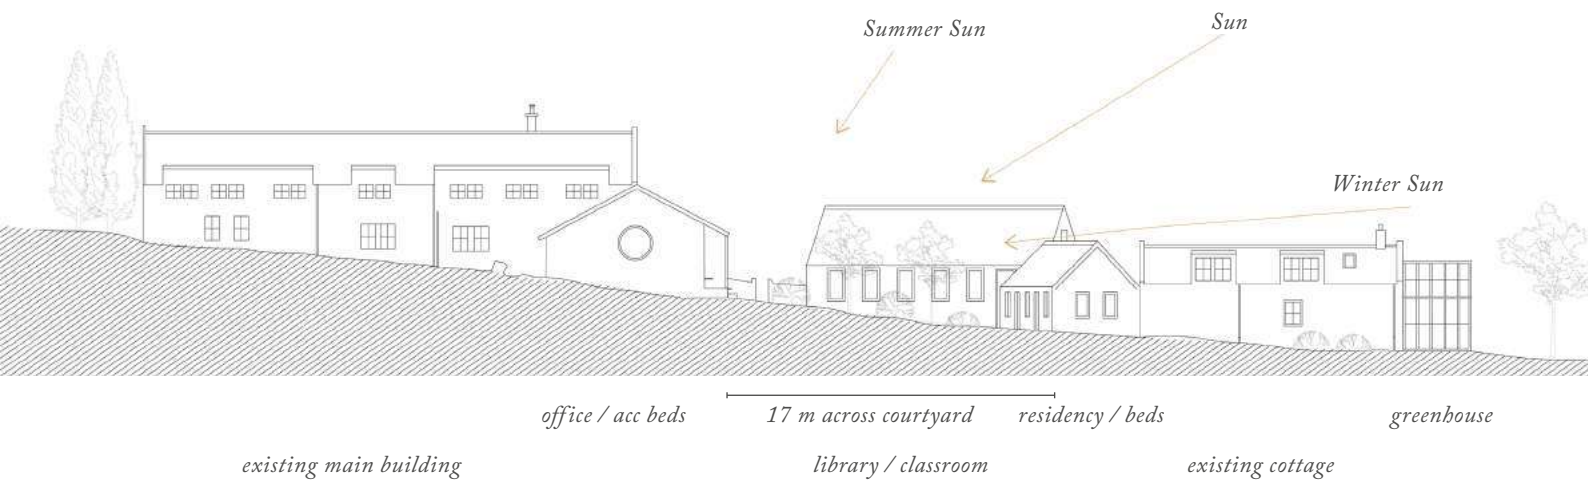 Summer Sun
Sun
Winter Sun
office / acc beds
17 m across courtyard
residency / beds
greenhouse
existing main building
library / classroom
existing cottage